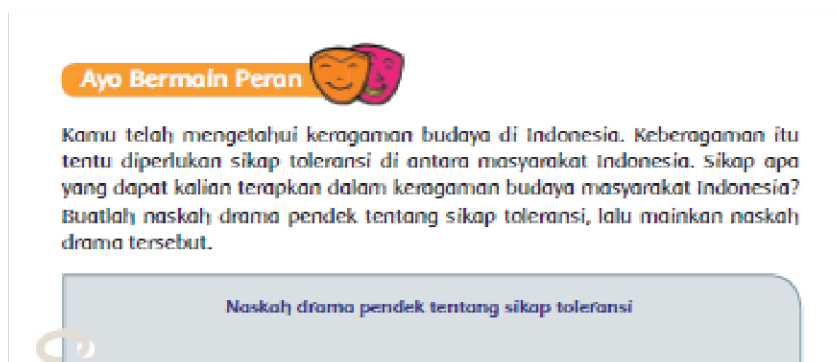 Ayo Bermain Peran
Kamu telah mengetahui keragaman budaya di Indonesia. Keberagaman itu
tentu diperlukan sikap toleransi di antara masyarakat Indonesia. Sikap apa
yang dapat kalian terapkan dalam keragaman budaya masyarakat Indonesia?
Buatlah naskah drama pendek tentang sikap toleransi, lalu mainkan naskah
drama tersebut.
Naskah drama pendek tentang sikap toleransi